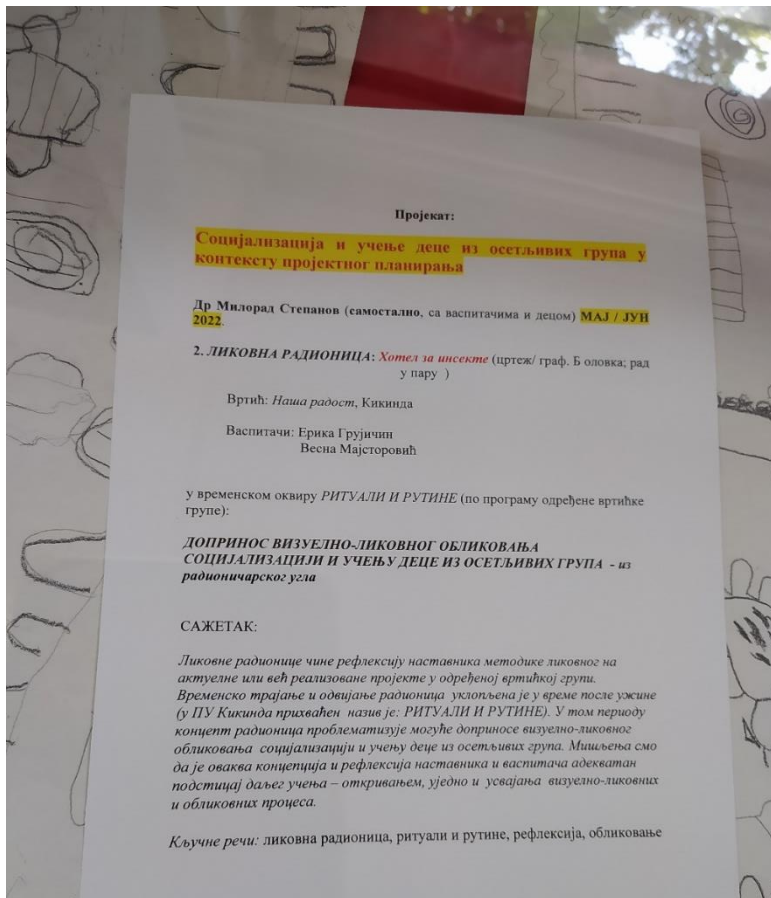 Пројекат:
Социјализација и учење деце из осетљивих група у
контексту пројектног планирања
Др Милорад Степанов (самостално, са васпитачима и децом) МАЈ / ЈУН
2022.
2. ЛИКОВНА РАДИОНИЦА: Хотел за инсекте (цртеж/ граф. Б оловка; рад
у пару )
Вртић: Наша радост, Кикинда
Васпитачи: Ерика Грујичин
Весна Мајсторовић
у временском оквиру РИТУАЛИ И РУТИНЕ (по програму одређене вртићке
групе):
ДОПРИНОС ВИЗУЕЛНО-ЛИКОВНОГ ОБЛИКОВАЊА
СОЦИЈАЛИЗАЦИЈИ И УЧЕЊУ ДЕЦЕ ИЗ ОСЕТЉИВИХ ГРУПА - из
радионичарског угла
САЖЕТАК:
Ликовне радионице чине рефлексију наставника методике ликовног на
актуелне или већ реализоване пројекте у одређеној вртићкој групи.
Временско трајање и одвијање радионица уклопљена је у време после ужине
(у ПУ Кикинда прихваћен назив је: РИТУАЛИ И РУТИНЕ). У том периоду
концепт радионица проблематизује могуће доприносе визуелно-ликовног
обликовања социјализацији и учењу деце из осетљивих група. Мишљења смо
да је оваква концепција и рефлексија наставника и васпитача адекватан
подстицај даљег учења – откривањем, уједно и усвајања визуелно-ликовних
и обликовних процеса.
Кључне речи: ликовна радионица, ритуали и рутине, рефлексија, обликовање